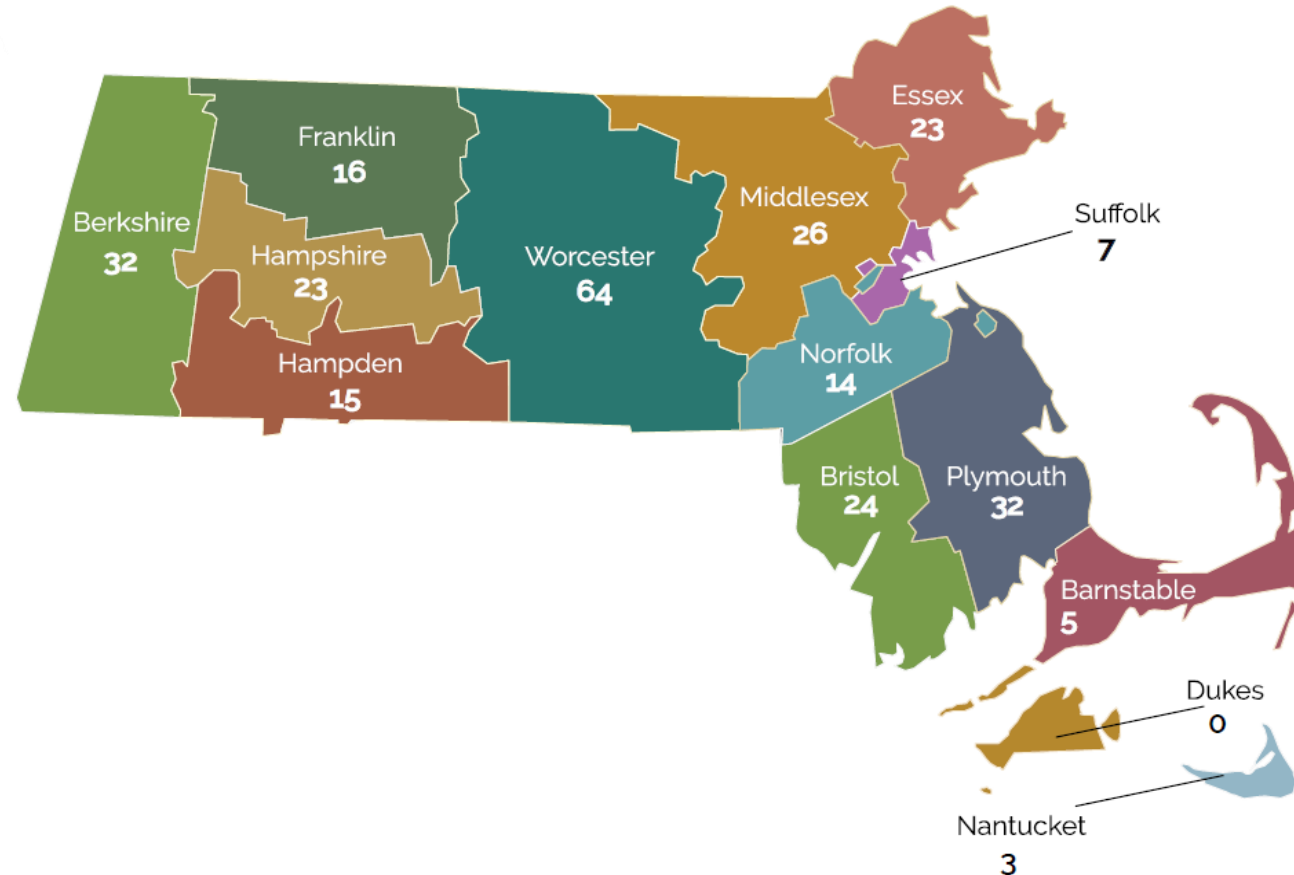 Essex
23
Franklin
16
Middlesex
26
Suffolk
7
Berkshire
32
Hampshire
23
Worcester
64
Norfolk
14
Hampden
15
Bristol
24
Plymouth
32
Barnstable
5
Dukes
0
Nantucket
3